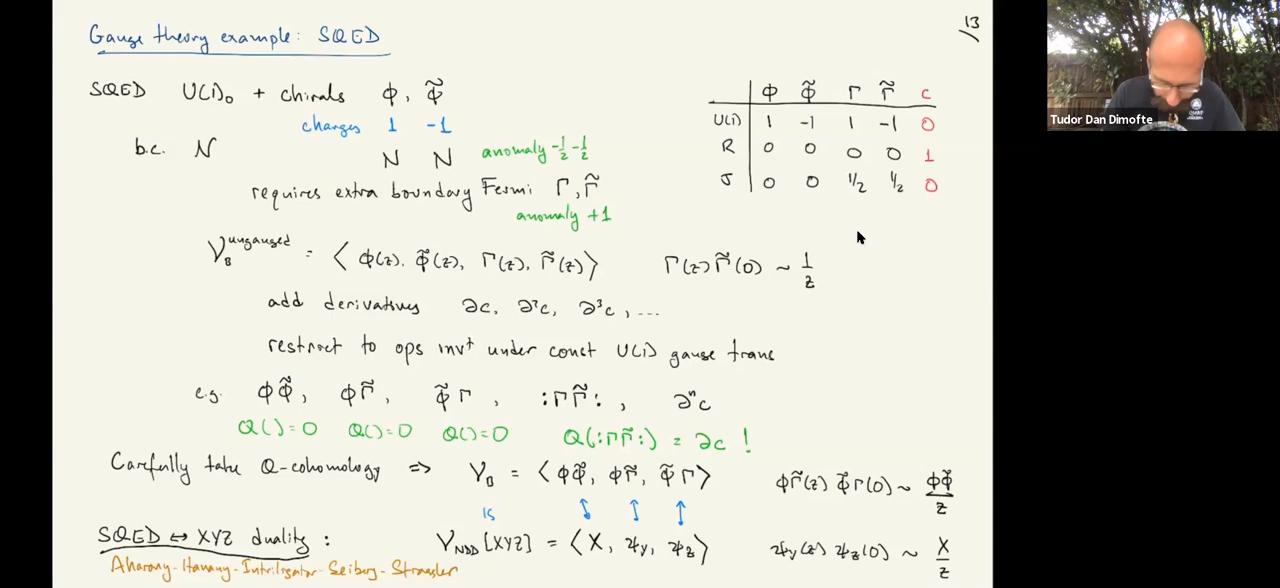 13
Gauge theory example: SQED
SQED U(1)₀ + chirals Φ, Φ̃
charges 1 -1
b.c. N N N anomaly -½-½
requires extra boundary Fermi Γ, Γ̃
anomaly +1
Φ Φ̃ Γ Γ̃ c
U(1) 1 -1 1 -1 0
R 0 0 0 0 1
J 0 0 1/2 1/2 0
Tudor Dan Dimofte
V_B^ungauged = ⟨ϕ(z), ϕ̃(z), Γ(z), Γ̃(z)⟩ Γ(z)Γ̃(0) ~ 1/z
add derivatives ∂c, ∂²c, ∂³c, ...
restrict to ops invᵗ under const U(1) gauge trans
e.g. ϕϕ̃, ϕΓ̃, ϕ̃Γ, :ΓΓ̃:, ∂ⁿc
Q( )=0 Q( )=0 Q( )=0 Q(:ΓΓ̃:) = ∂c !
Carefully take Q-cohomology ⇒ V_B = ⟨ϕϕ̃, ϕΓ̃, ϕ̃Γ⟩ ϕΓ̃(z) ϕ̃Γ(0) ~ ϕϕ̃/z
is ↕ ↕ ↕
SQED ↔ XYZ duality: V_NDD[XYZ] = ⟨X, ψ_Y, ψ_Z⟩ ψ_Y(z) ψ_Z(0) ~ X/z
Aharony-Hanany-Intriligator-Seiberg-Strassler